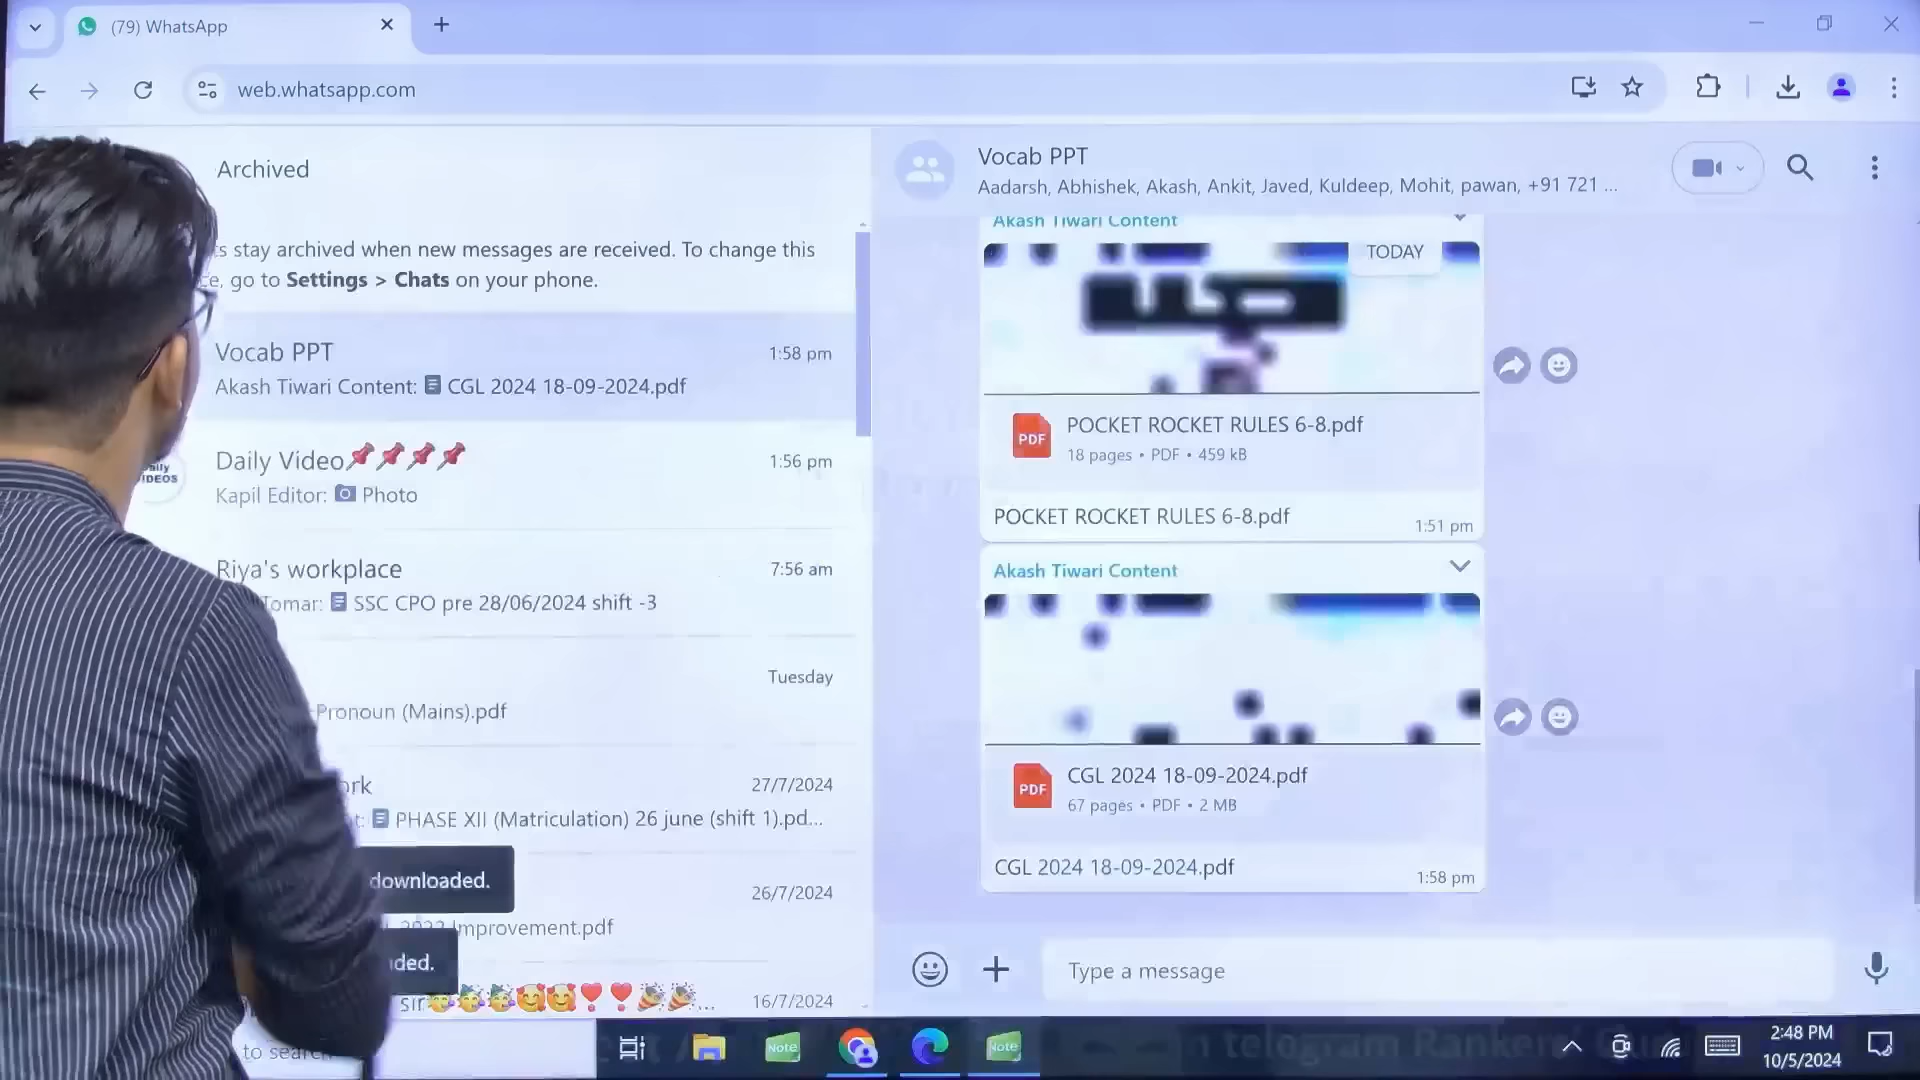 (79) WhatsApp
web.whatsapp.com
Archived
stay archived when new messages are received. To change this
go to Settings > Chats on your phone.
Vocab PPT
1:58 pm
Akash Tiwari Content: CGL 2024 18-09-2024.pdf
Daily Video
1:56 pm
VIDEOS
Kapil Editor: Photo
Riya's workplace
7:56 am
Tomar: SSC CPO pre 28/06/2024 shift -3
Tuesday
Pronoun (Mains).pdf
27/7/2024
PHASE XII (Matriculation) 26 june (shift 1).pd...
downloaded.
26/7/2024
Improvement.pdf
sir
16/7/2024
Vocab PPT
Aadarsh, Abhishek, Akash, Ankit, Javed, Kuldeep, Mohit, pawan, +91 721 ...
Akash Tiwari Content
TODAY
PDF
POCKET ROCKET RULES 6-8.pdf
18 pages • PDF • 459 kB
POCKET ROCKET RULES 6-8.pdf
1:51 pm
Akash Tiwari Content
PDF
CGL 2024 18-09-2024.pdf
67 pages • PDF • 2 MB
CGL 2024 18-09-2024.pdf
1:58 pm
Type a message
to search
Note
Note
2:48 PM
10/5/2024